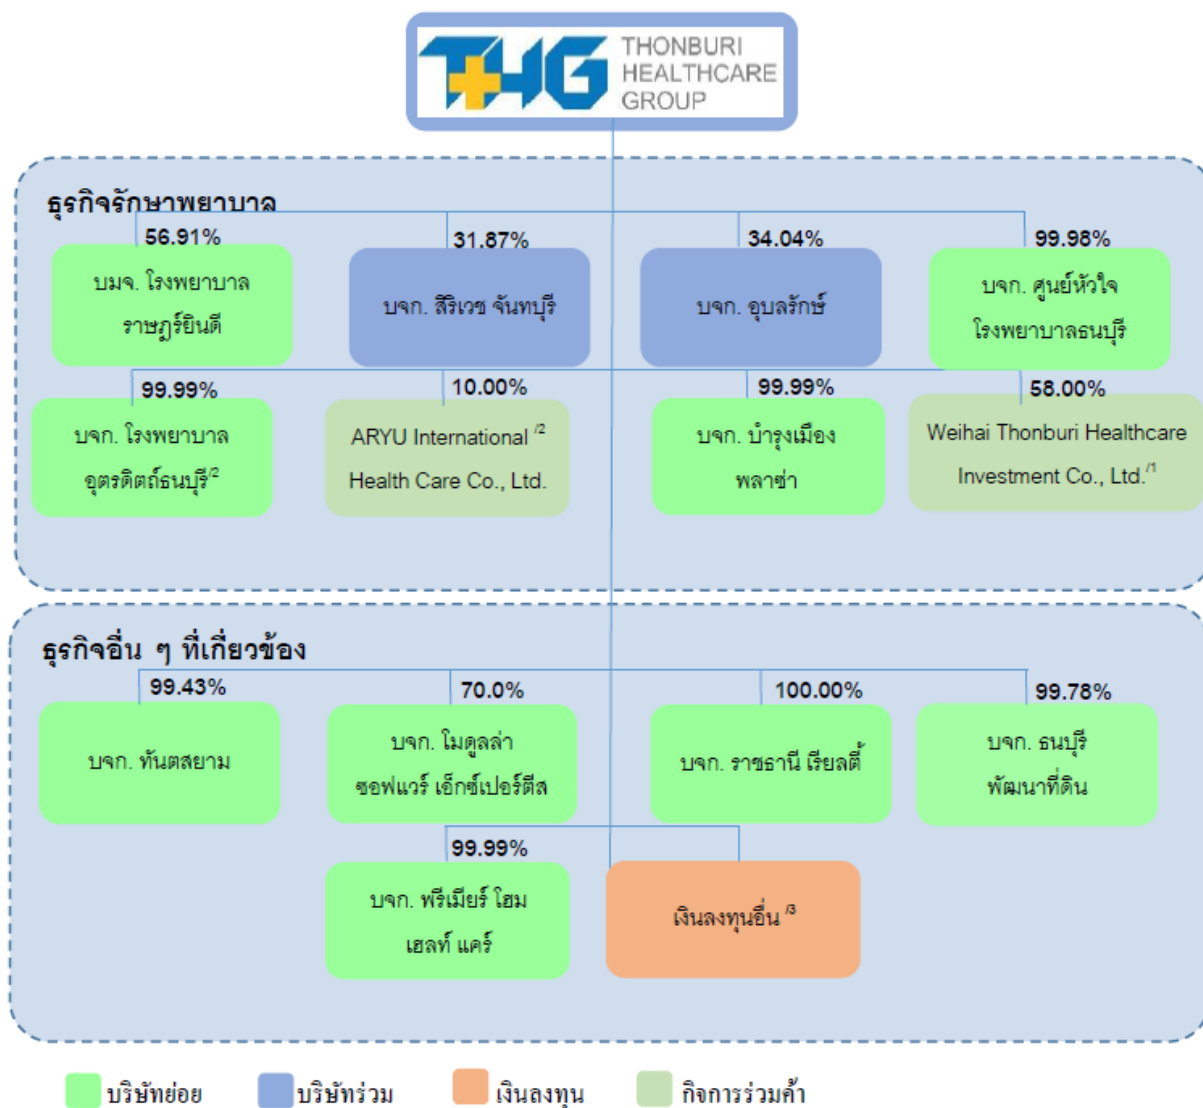 THG THONBURI
HEALTHCARE
GROUP
ธุรกิจรักษาพยาบาล
56.91%
31.87%
34.04%
99.98%
บมจ. โรงพยาบาล
ราษฎร์ยินดี
บจก. สิริเวช จันทบุรี
บจก. อุบลรักษ์
บจก. ศูนย์หัวใจ
โรงพยาบาลธนบุรี
99.99%
10.00%
99.99%
58.00%
บจก. โรงพยาบาล
อุตรดิตถ์ธนบุรี/2
ARYU International /2
Health Care Co., Ltd.
บจก. บำรุงเมือง
พลาซ่า
Weihai Thonburi Healthcare
Investment Co., Ltd./1
ธุรกิจอื่น ๆ ที่เกี่ยวข้อง
99.43%
70.0%
100.00%
99.78%
บจก. ทันตสยาม
บจก. โมดูลล่า
ซอฟแวร์ เอ็กซ์เปอร์ตีส
บจก. ราชธานี เรียลตี้
บจก. ธนบุรี
พัฒนาที่ดิน
99.99%
บจก. พรีเมียร์ โฮม
เฮลท์ แคร์
เงินลงทุนอื่น /3
บริษัทย่อย
บริษัทร่วม
เงินลงทุน
กิจการร่วมค้า